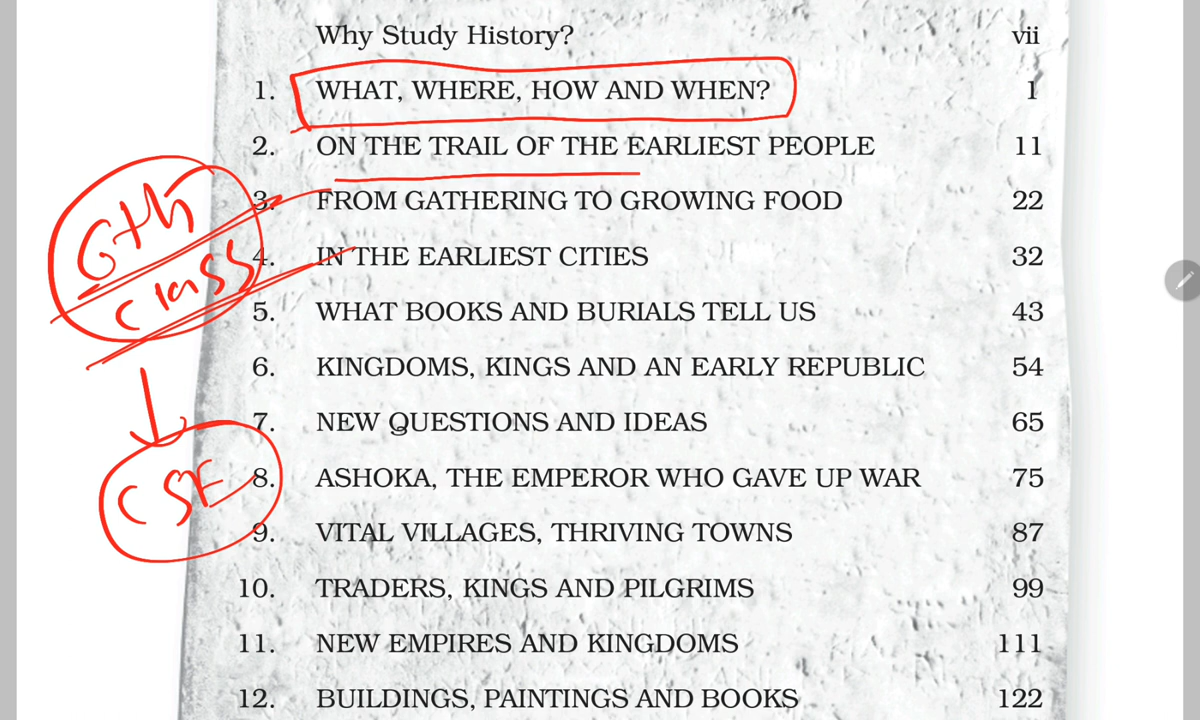 Why Study History? vii
1. WHAT, WHERE, HOW AND WHEN? 1
2. ON THE TRAIL OF THE EARLIEST PEOPLE 11
3. FROM GATHERING TO GROWING FOOD 22
4. IN THE EARLIEST CITIES 32
5. WHAT BOOKS AND BURIALS TELL US 43
6. KINGDOMS, KINGS AND AN EARLY REPUBLIC 54
7. NEW QUESTIONS AND IDEAS 65
8. ASHOKA, THE EMPEROR WHO GAVE UP WAR 75
9. VITAL VILLAGES, THRIVING TOWNS 87
10. TRADERS, KINGS AND PILGRIMS 99
11. NEW EMPIRES AND KINGDOMS 111
12. BUILDINGS, PAINTINGS AND BOOKS 122
6th
class
CSE